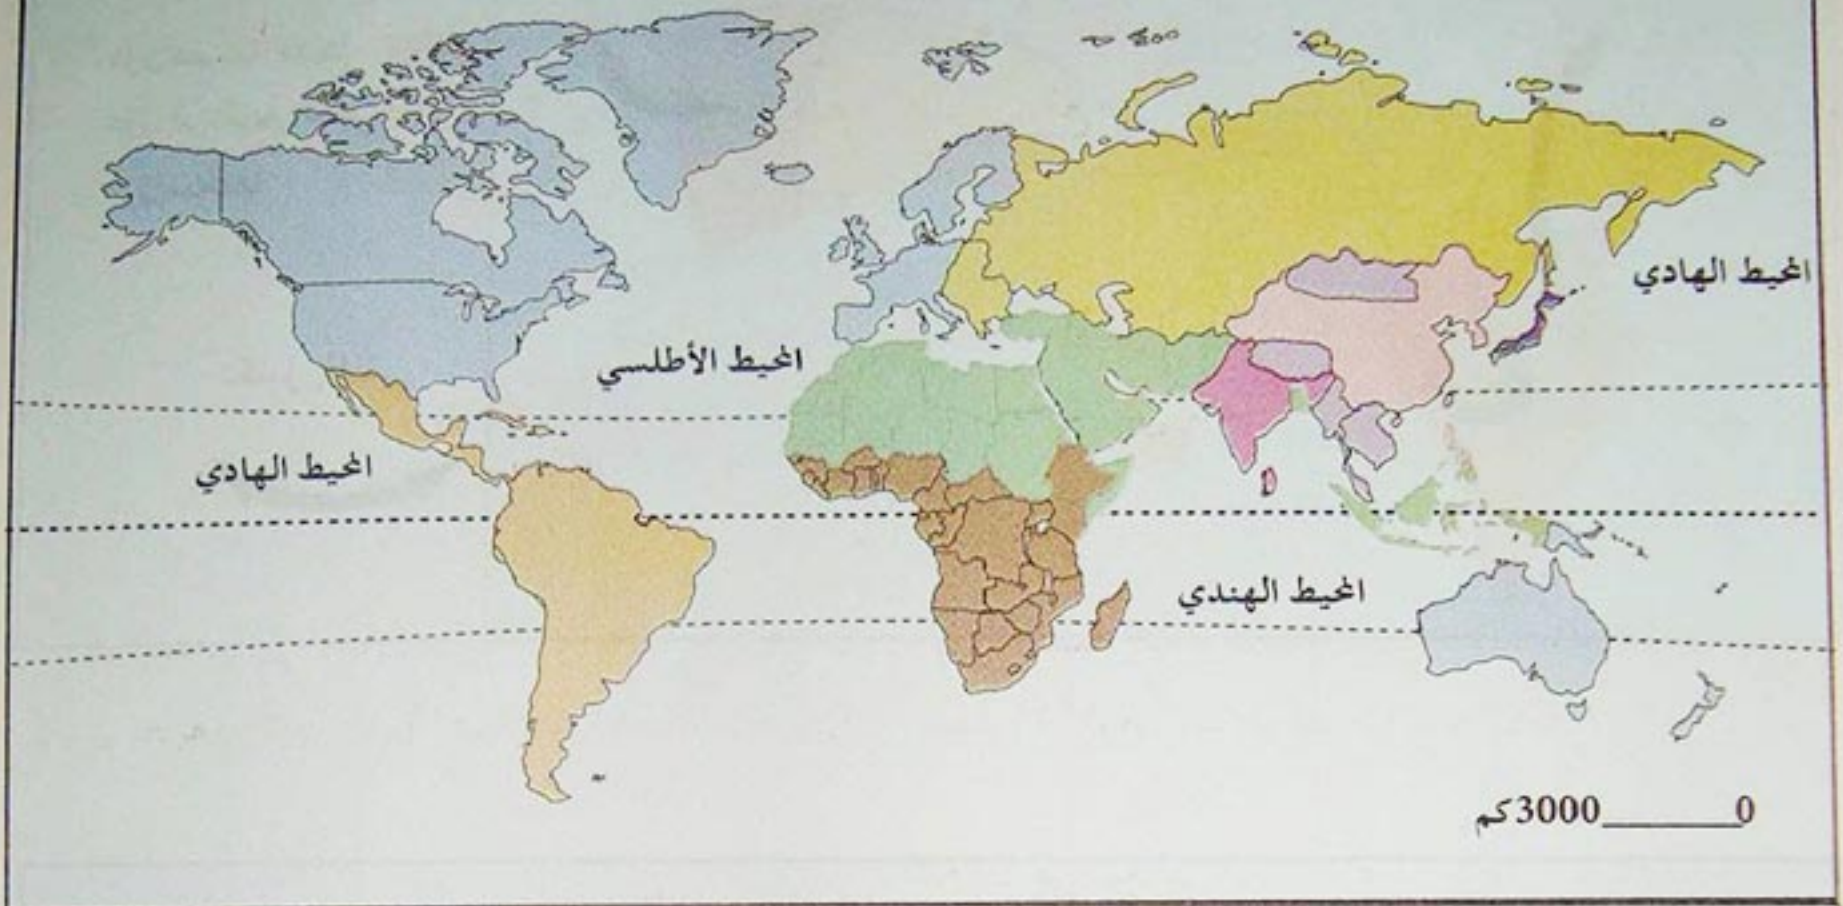 المحيط الهادي
المحيط الأطلسي
المحيط الهادي
المحيط الهندي
0 3000كم